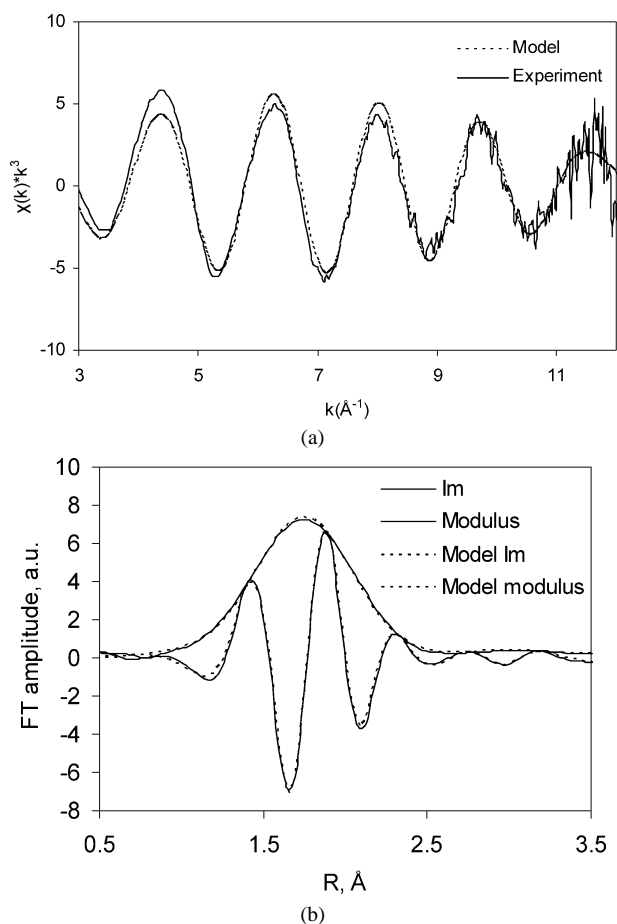 10
5
0
-5
-10
χ(k)*k³
Model
Experiment
3 5 7 9 11
k(Å⁻¹)
(a)
10
8
6
4
2
0
-2
-4
-6
-8
FT amplitude, a.u.
Im
Modulus
Model Im
Model modulus
0.5 1.5 2.5 3.5
R, Å
(b)